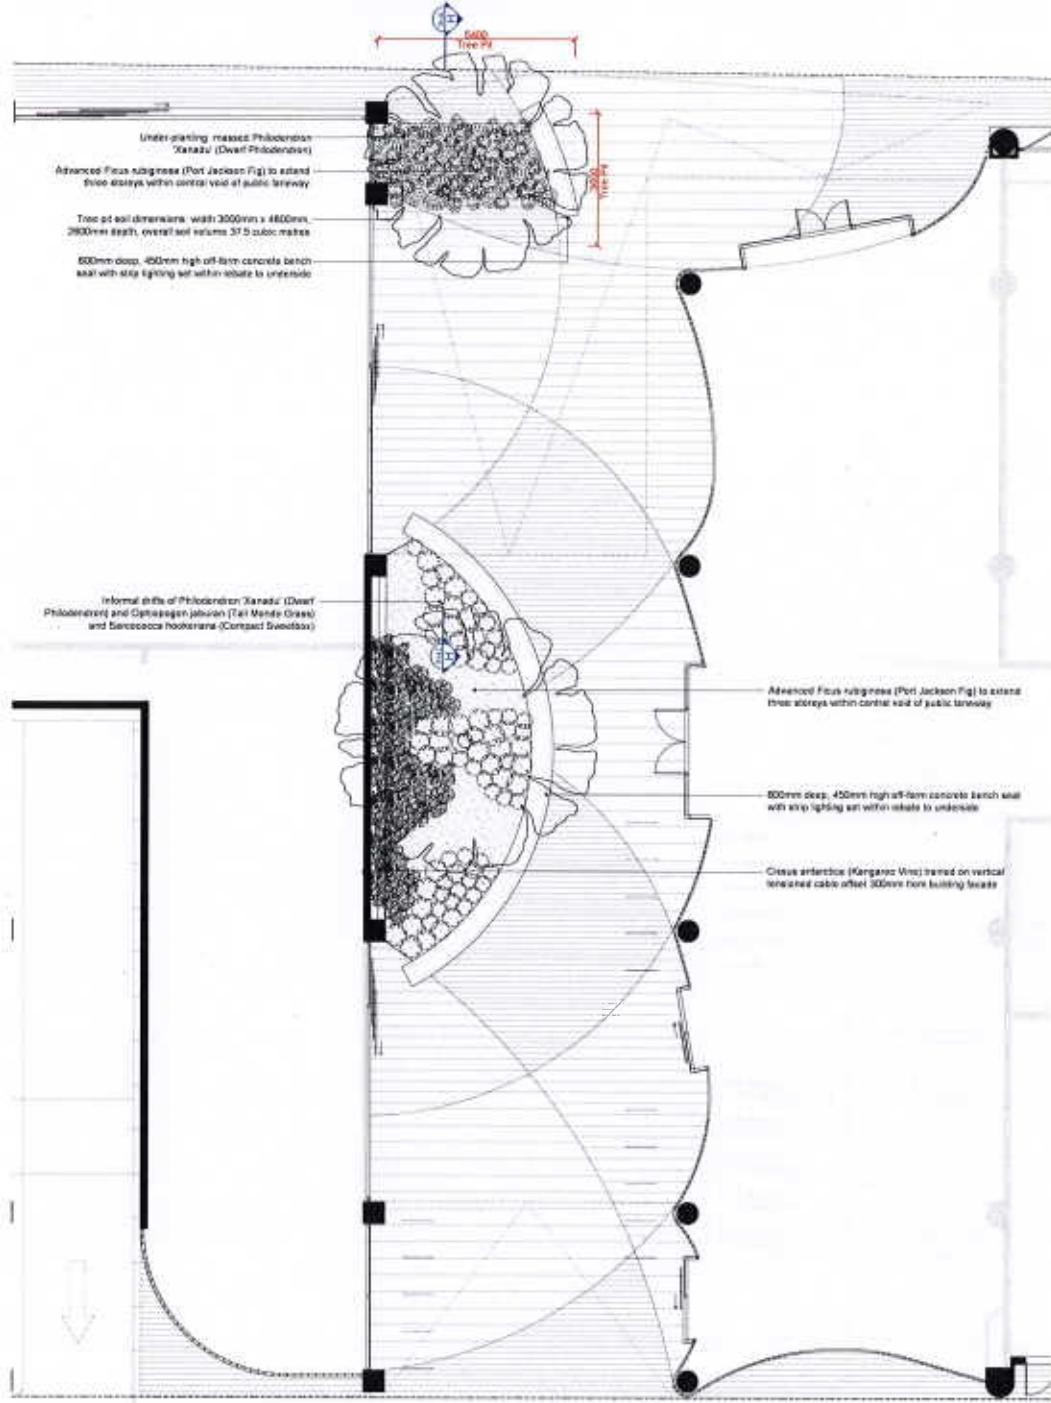 5400
Tree Pit
Under-planting: massed Philodendron
'Xanadu' (Dwarf Philodendron)
Advanced Ficus rubiginosa (Port Jackson Fig) to extend
three storeys within central void of public laneway
Tree pit soil dimensions: width 3000mm x 4800mm,
2600mm depth, overall soil volume 37.5 cubic metres
600mm deep, 450mm high off-form concrete bench
seat with strip lighting set within rebate to underside
Tree Pit
Informal drifts of Philodendron 'Xanadu' (Dwarf
Philodendron) and Ophiopogon jaburan (Tall Mondo Grass)
and Sarcococca hookeriana (Compact Sweetbox)
Advanced Ficus rubiginosa (Port Jackson Fig) to extend
three storeys within central void of public laneway
600mm deep, 450mm high off-form concrete bench seat
with strip lighting set within rebate to underside
Cissus antarctica (Kangaroo Vine) trained on vertical
tensioned cable offset 300mm from building facade